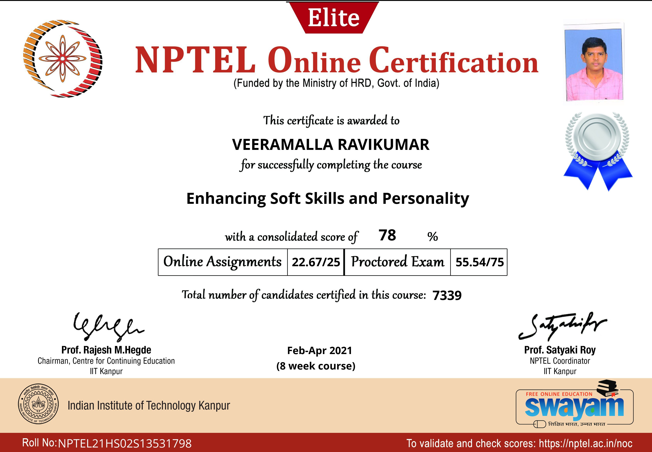 Elite
NPTEL Online Certification
(Funded by the Ministry of HRD, Govt. of India)
This certificate is awarded to
VEERAMALLA RAVIKUMAR
for successfully completing the course
Enhancing Soft Skills and Personality
with a consolidated score of 78 %
Online Assignments 22.67/25 Proctored Exam 55.54/75
Total number of candidates certified in this course: 7339
Prof. Rajesh M.Hegde
Chairman, Centre for Continuing Education
IIT Kanpur
Feb-Apr 2021
(8 week course)
Prof. Satyaki Roy
NPTEL Coordinator
IIT Kanpur
Indian Institute of Technology Kanpur
FREE ONLINE EDUCATION
swayam
शिक्षित भारत, उन्नत भारत
Roll No: NPTEL21HS02S13531798
To validate and check scores: https://nptel.ac.in/noc